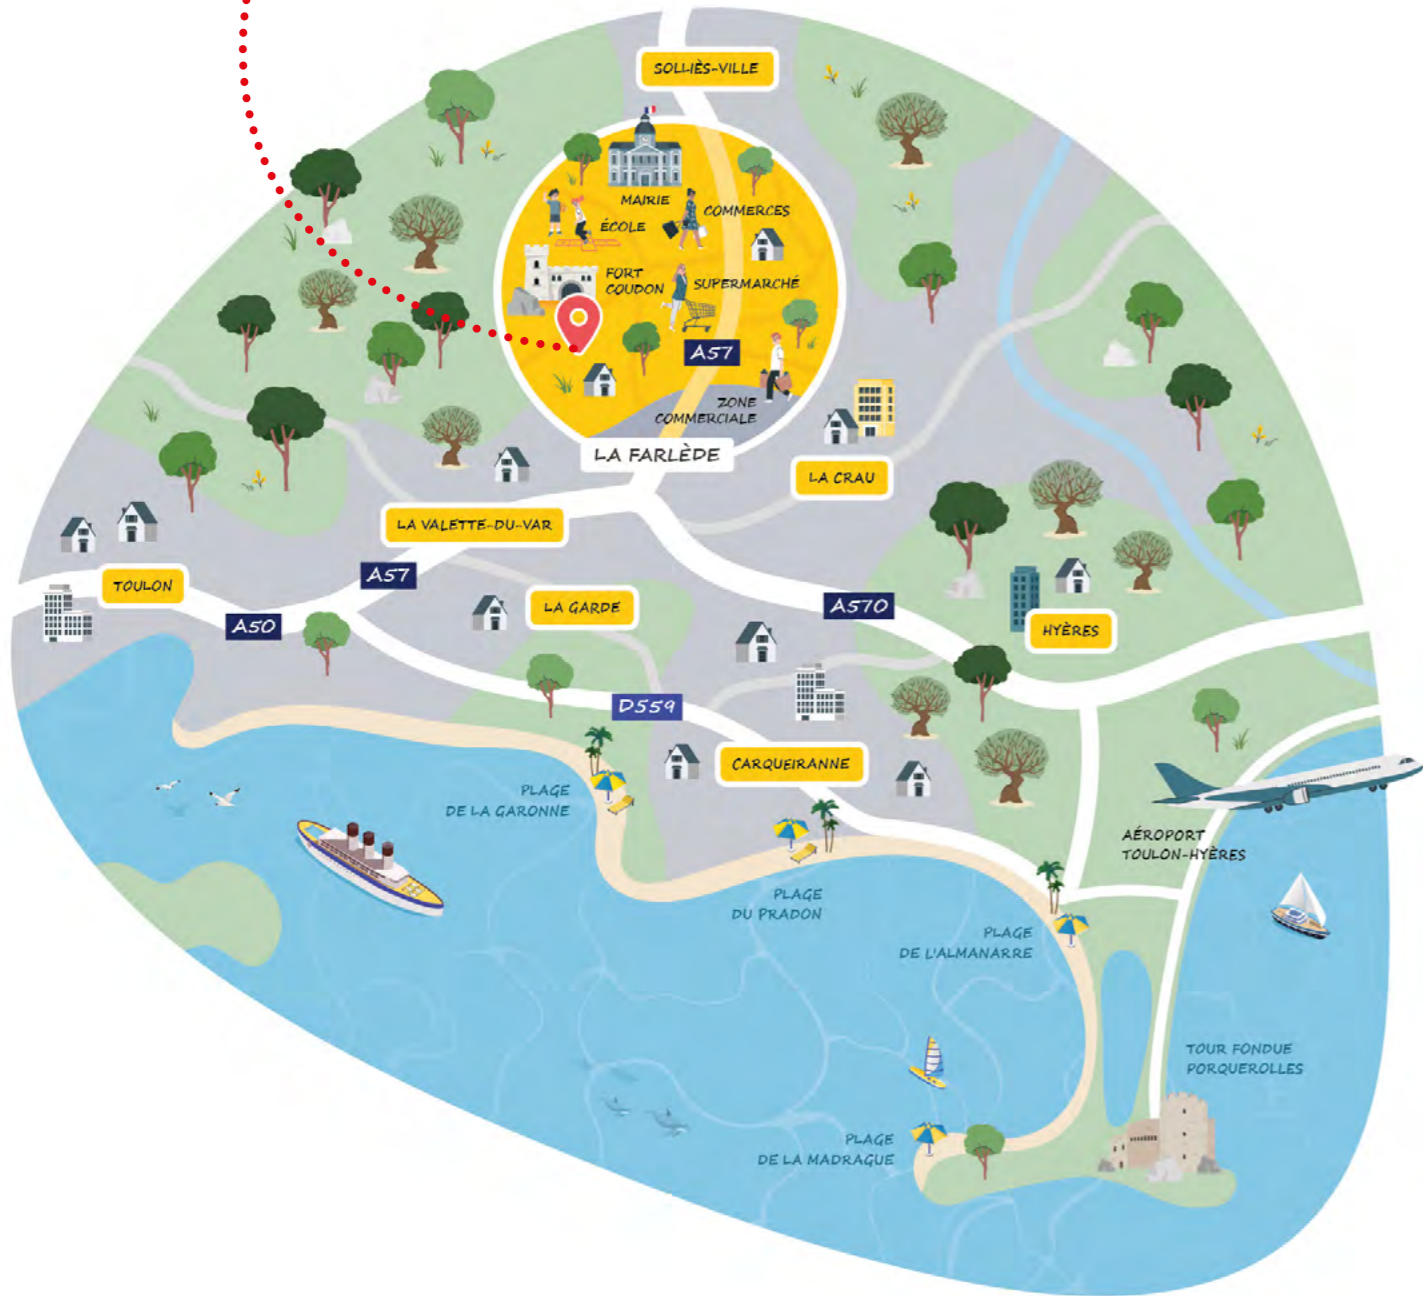 SOLLIÈS-VILLE
MAIRIE
COMMERCES
ÉCOLE
FORT
COUDON
SUPERMARCHÉ
A57
ZONE
COMMERCIALE
LA FARLÈDE
LA CRAU
LA VALETTE-DU-VAR
A57
TOULON
A50
LA GARDE
A570
HYÈRES
D559
CARQUEIRANNE
PLAGE
DE LA GARONNE
AÉROPORT
TOULON-HYÈRES
PLAGE
DU PRADON
PLAGE
DE L'ALMANARRE
TOUR FONDUE
PORQUEROLLES
PLAGE
DE LA MADRAGUE